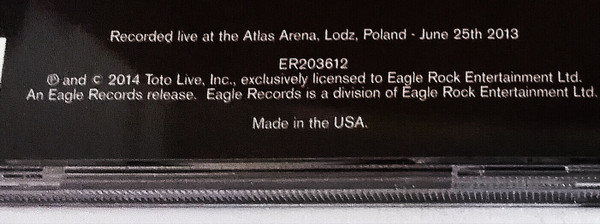 Recorded live at the Atlas Arena, Lodz, Poland - June 25th 2013
ER203612
℗ and © 2014 Toto Live, Inc., exclusively licensed to Eagle Rock Entertainment Ltd.
An Eagle Records release. Eagle Records is a division of Eagle Rock Entertainment Ltd.
Made in the USA.